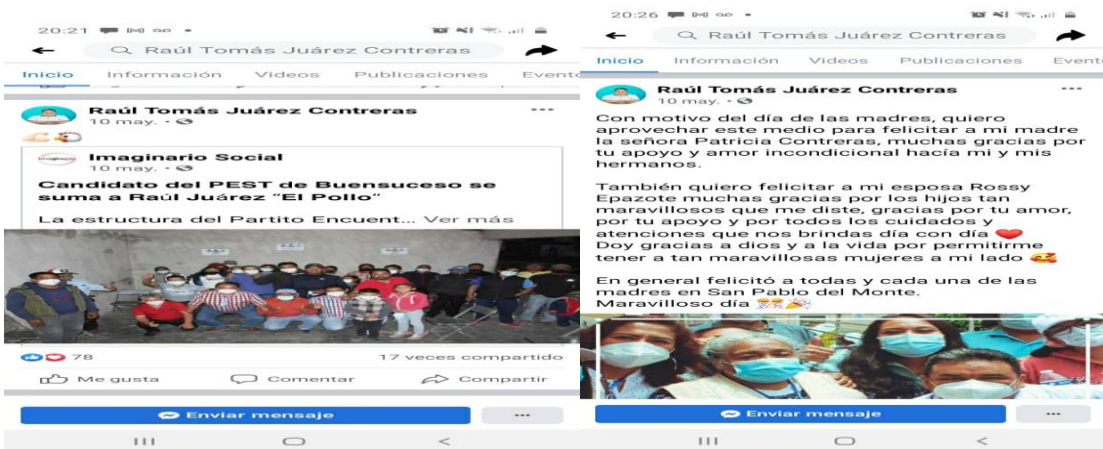 20:21
Raúl Tomás Juárez Contreras
Inicio Información Videos Publicaciones Evento
Raúl Tomás Juárez Contreras
10 may.
Imaginario Social
10 may.
Candidato del PEST de Buensuceso se
suma a Raúl Juárez "El Pollo"
La estructura del Partido Encuent... Ver más
78
17 veces compartido
Me gusta Comentar Compartir
Enviar mensaje
20:26
Raúl Tomás Juárez Contreras
Inicio Información Videos Publicaciones Event
Raúl Tomás Juárez Contreras
10 may.
Con motivo del día de las madres, quiero
aprovechar este medio para felicitar a mi madre
la señora Patricia Contreras, muchas gracias por
tu apoyo y amor incondicional hacía mi y mis
hermanos.
También quiero felicitar a mi esposa Rossy
Epazote muchas gracias por los hijos tan
maravillosos que me diste, gracias por tu amor,
por tu apoyo y por todos los cuidados y
atenciones que nos brindas día con día
Doy gracias a dios y a la vida por permitirme
tener a tan maravillosas mujeres a mi lado
En general felicitó a todas y cada una de las
madres en San Pablo del Monte.
Maravilloso día
Enviar mensaje